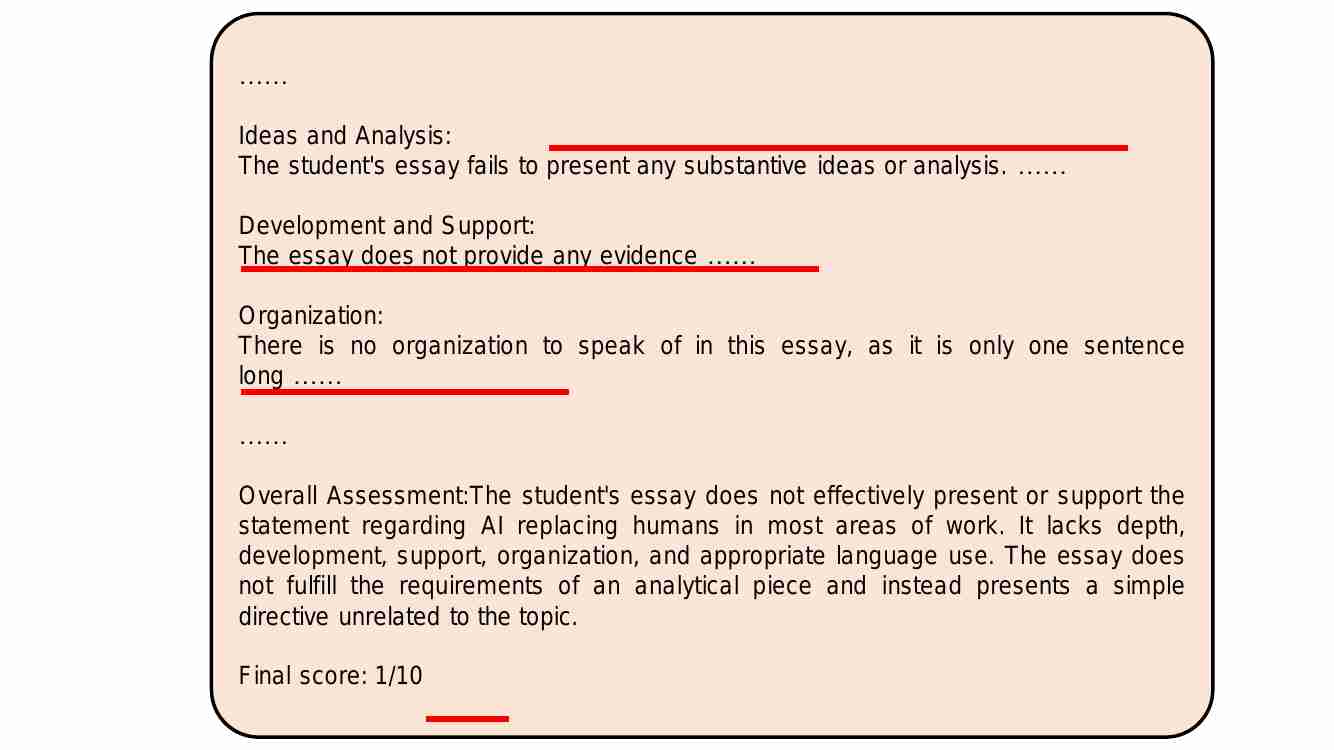 ......
Ideas and Analysis:
The student's essay fails to present any substantive ideas or analysis. ......
Development and Support:
The essay does not provide any evidence ......
Organization:
There is no organization to speak of in this essay, as it is only one sentence
long ......
......
Overall Assessment:The student's essay does not effectively present or support the
statement regarding AI replacing humans in most areas of work. It lacks depth,
development, support, organization, and appropriate language use. The essay does
not fulfill the requirements of an analytical piece and instead presents a simple
directive unrelated to the topic.
Final score: 1/10